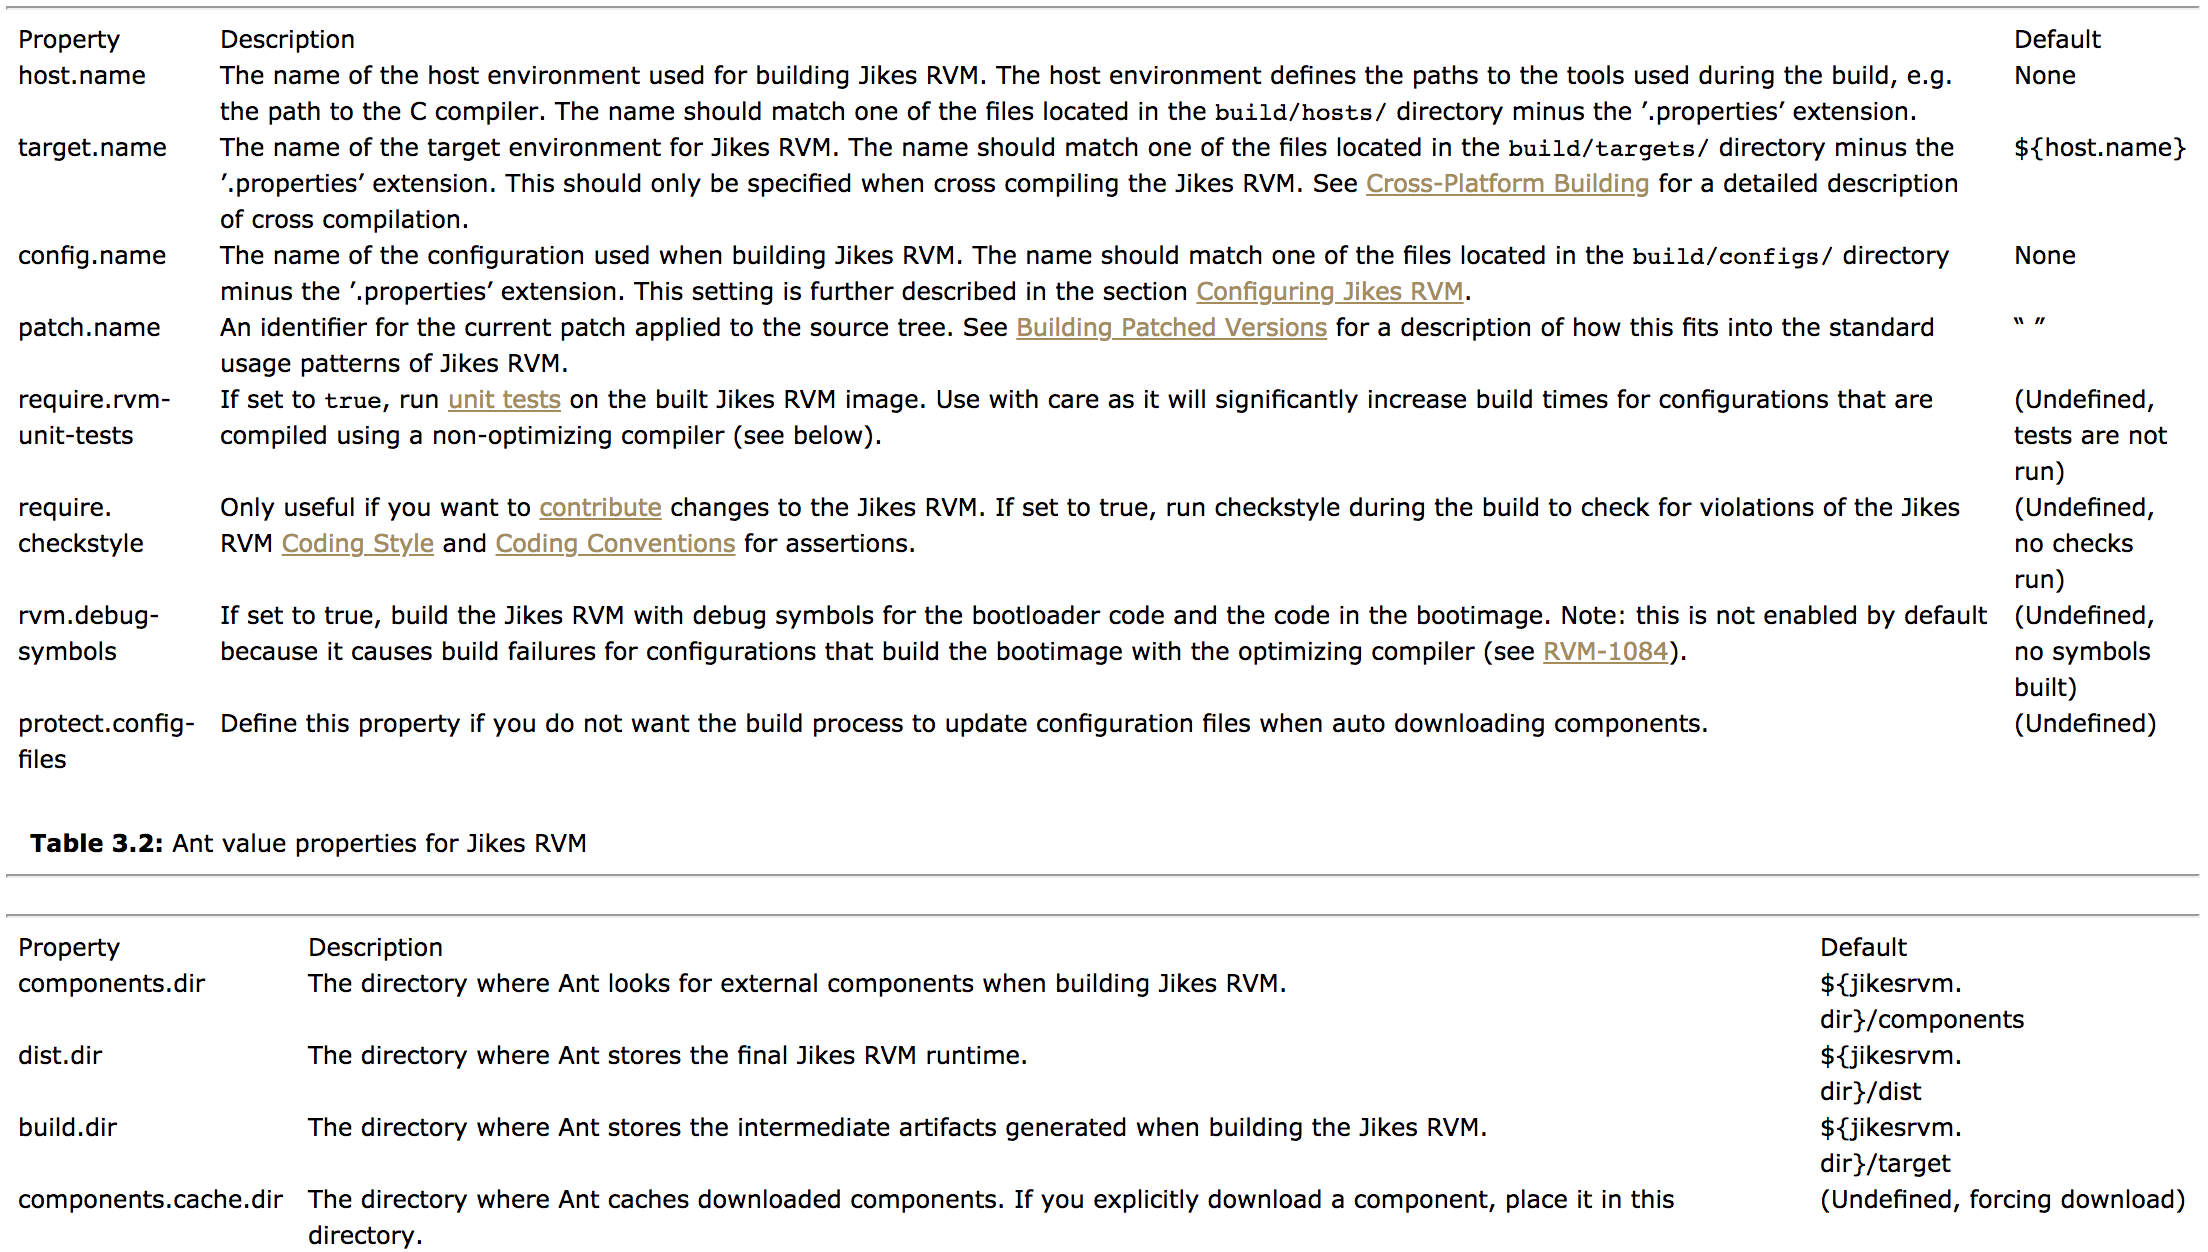 Property Description Default
host.name The name of the host environment used for building Jikes RVM. The host environment defines the paths to the tools used during the build, e.g. None
the path to the C compiler. The name should match one of the files located in the build/hosts/ directory minus the ’.properties’ extension.
target.name The name of the target environment for Jikes RVM. The name should match one of the files located in the build/targets/ directory minus the ${host.name}
’.properties’ extension. This should only be specified when cross compiling the Jikes RVM. See Cross-Platform Building for a detailed description
of cross compilation.
config.name The name of the configuration used when building Jikes RVM. The name should match one of the files located in the build/configs/ directory None
minus the ’.properties’ extension. This setting is further described in the section Configuring Jikes RVM.
patch.name An identifier for the current patch applied to the source tree. See Building Patched Versions for a description of how this fits into the standard “ ”
usage patterns of Jikes RVM.
require.rvm- If set to true, run unit tests on the built Jikes RVM image. Use with care as it will significantly increase build times for configurations that are (Undefined,
unit-tests compiled using a non-optimizing compiler (see below). tests are not
run)
require. Only useful if you want to contribute changes to the Jikes RVM. If set to true, run checkstyle during the build to check for violations of the Jikes (Undefined,
checkstyle RVM Coding Style and Coding Conventions for assertions. no checks
run)
rvm.debug- If set to true, build the Jikes RVM with debug symbols for the bootloader code and the code in the bootimage. Note: this is not enabled by default (Undefined,
symbols because it causes build failures for configurations that build the bootimage with the optimizing compiler (see RVM-1084). no symbols
built)
protect.config- Define this property if you do not want the build process to update configuration files when auto downloading components. (Undefined)
files
Table 3.2: Ant value properties for Jikes RVM
Property Description Default
components.dir The directory where Ant looks for external components when building Jikes RVM. ${jikesrvm.
dir}/components
dist.dir The directory where Ant stores the final Jikes RVM runtime. ${jikesrvm.
dir}/dist
build.dir The directory where Ant stores the intermediate artifacts generated when building the Jikes RVM. ${jikesrvm.
dir}/target
components.cache.dir The directory where Ant caches downloaded components. If you explicitly download a component, place it in this (Undefined, forcing download)
directory.